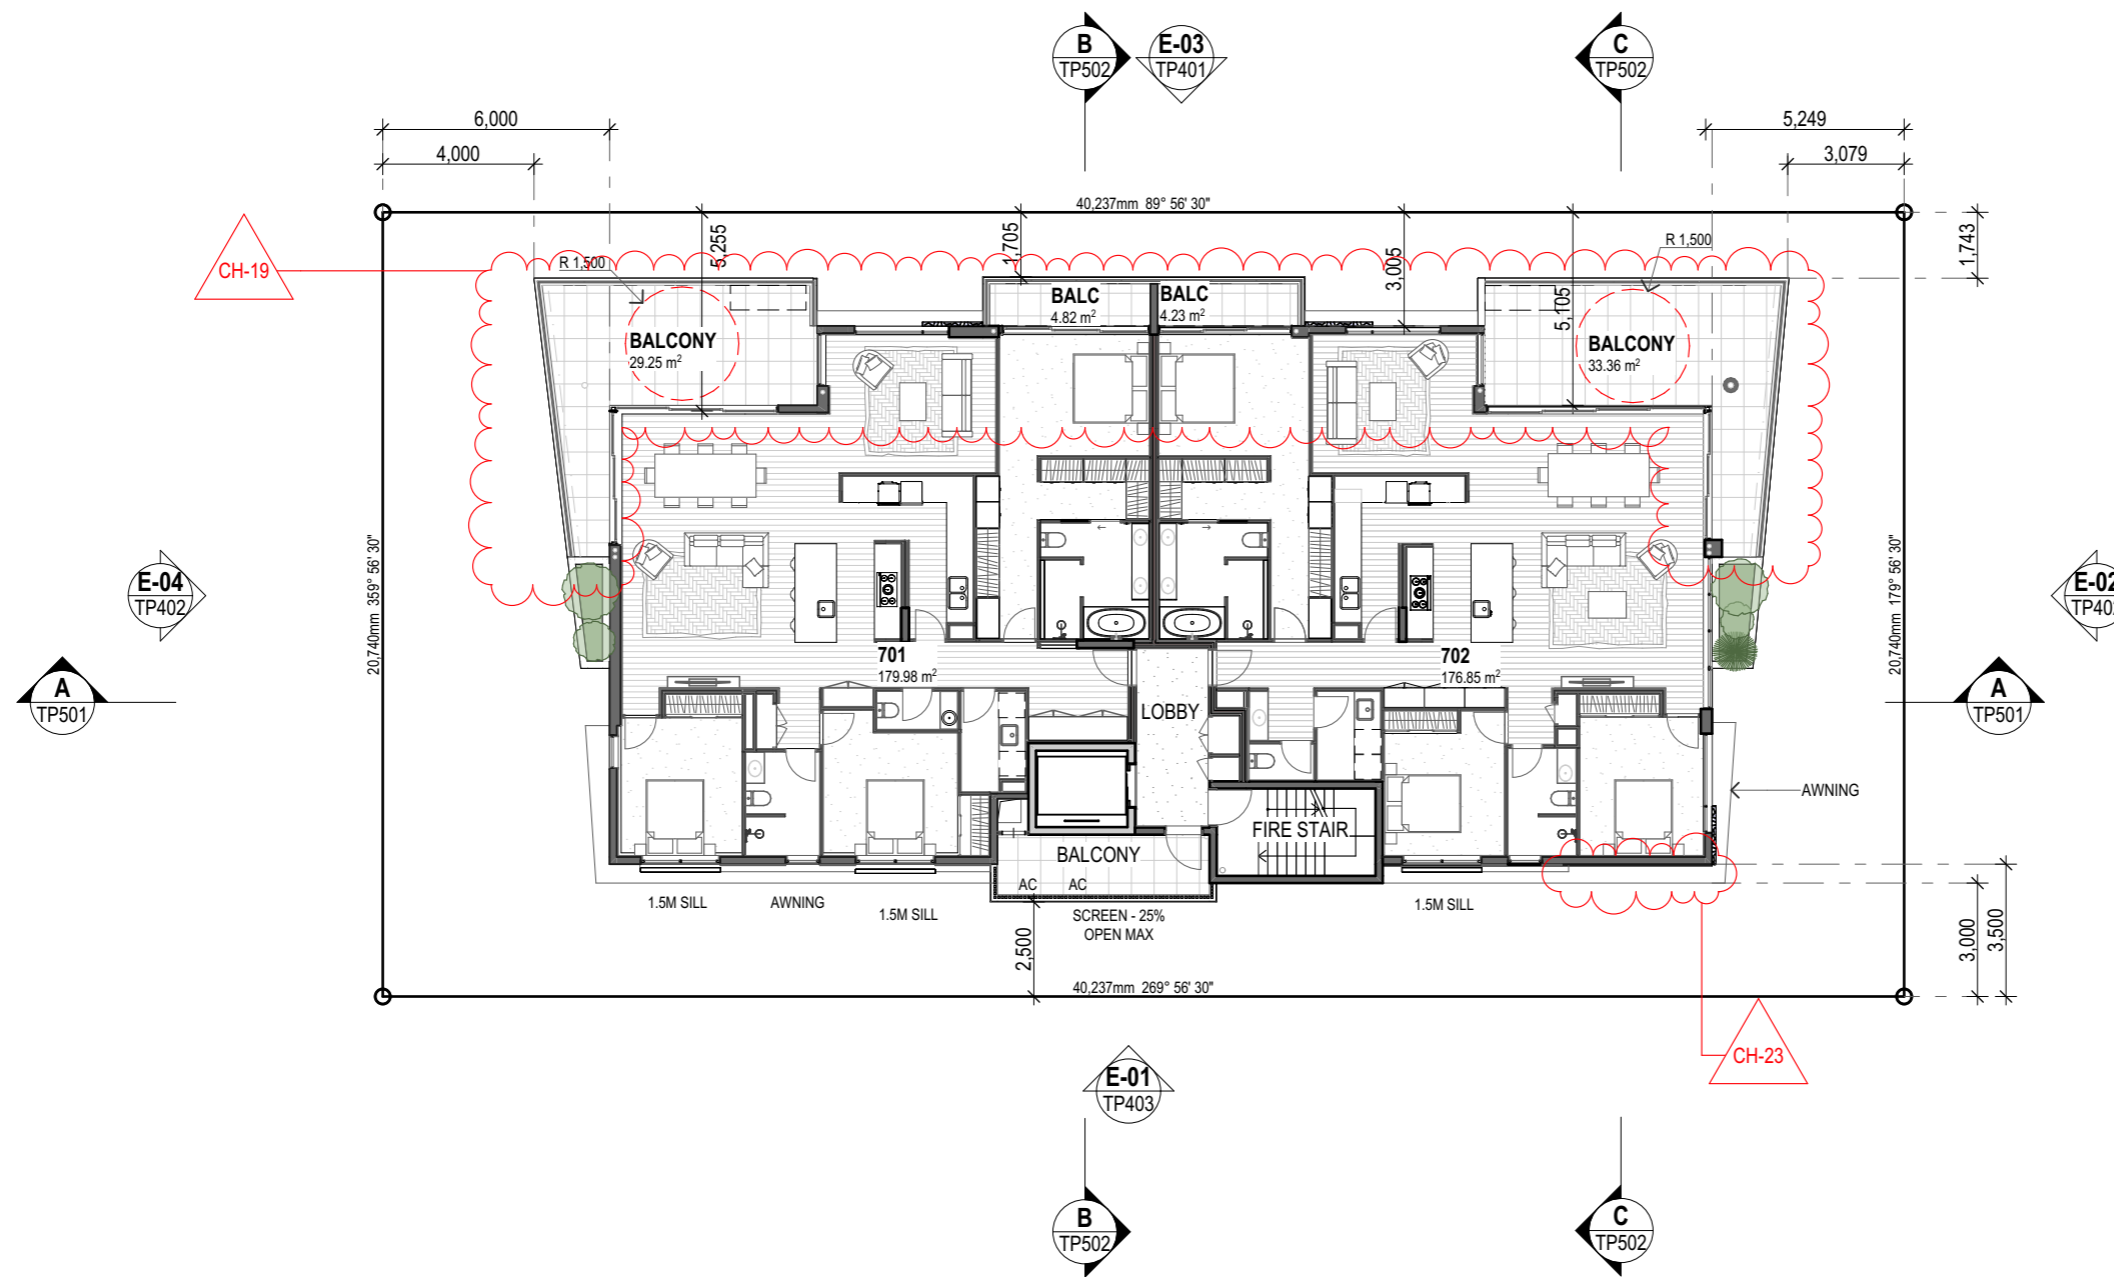 B
TP502
E-03
TP401
C
TP502
6,000
5,249
4,000
3,079
40,237mm 89° 56' 30"
CH-19
R 1,500
5,255
1,705
3,005
R 1,500
1,743
BALC
4.82 m²
BALC
4.23 m²
5,105
BALCONY
29.25 m²
BALCONY
33.36 m²
20,740mm 359° 56' 30"
20,740mm 179° 56' 30"
E-04
TP402
E-02
701
179.98 m²
702
176.85 m²
A
TP501
A
TP501
LOBBY
AWNING
FIRE STAIR
BALCONY
AC AC
1.5M SILL
AWNING
1.5M SILL
SCREEN - 25%
OPEN MAX
1.5M SILL
2,500
3,000
3,500
40,237mm 269° 56' 30"
CH-23
E-01
TP403
B
TP502
C
TP502